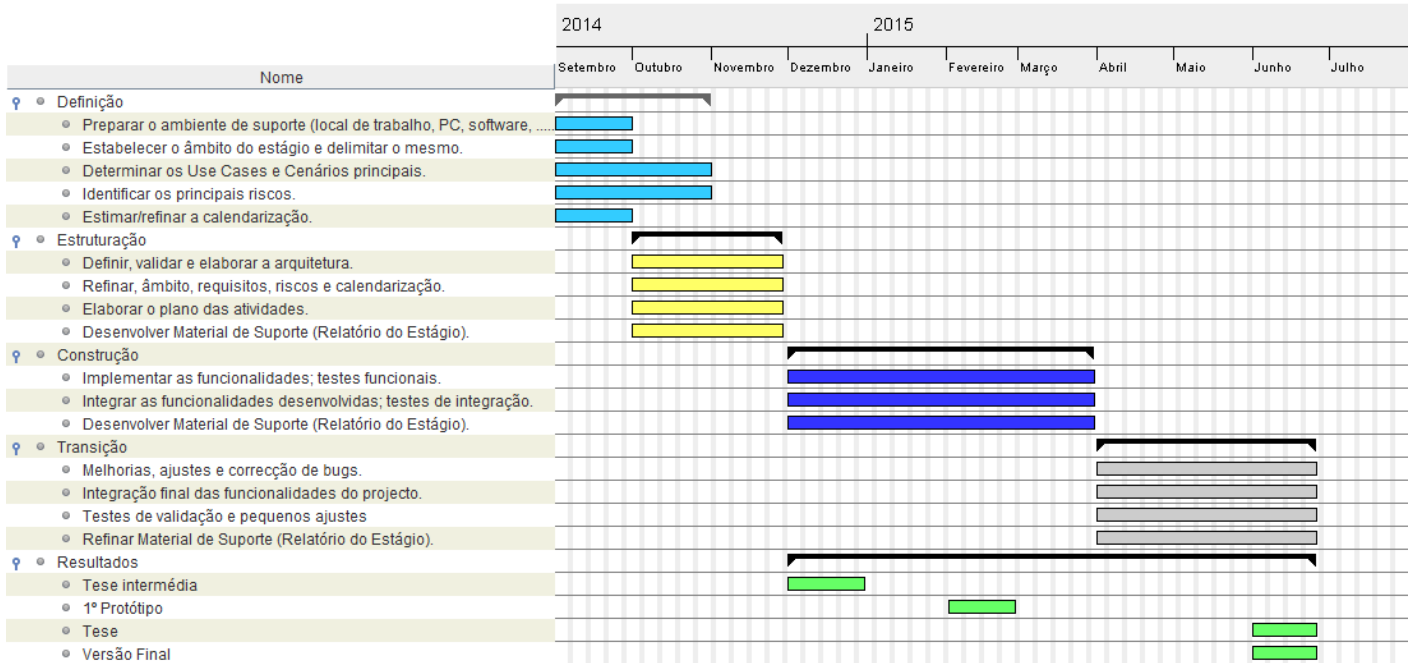 2014 2015
Nome Setembro Outubro Novembro Dezembro Janeiro Fevereiro Março Abril Maio Junho Julho
Definição
Preparar o ambiente de suporte (local de trabalho, PC, software, .....
Estabelecer o âmbito do estágio e delimitar o mesmo.
Determinar os Use Cases e Cenários principais.
Identificar os principais riscos.
Estimar/refinar a calendarização.
Estruturação
Definir, validar e elaborar a arquitetura.
Refinar, âmbito, requisitos, riscos e calendarização.
Elaborar o plano das atividades.
Desenvolver Material de Suporte (Relatório do Estágio).
Construção
Implementar as funcionalidades; testes funcionais.
Integrar as funcionalidades desenvolvidas; testes de integração.
Desenvolver Material de Suporte (Relatório do Estágio).
Transição
Melhorias, ajustes e correcção de bugs.
Integração final das funcionalidades do projecto.
Testes de validação e pequenos ajustes
Refinar Material de Suporte (Relatório do Estágio).
Resultados
Tese intermédia
1º Protótipo
Tese
Versão Final